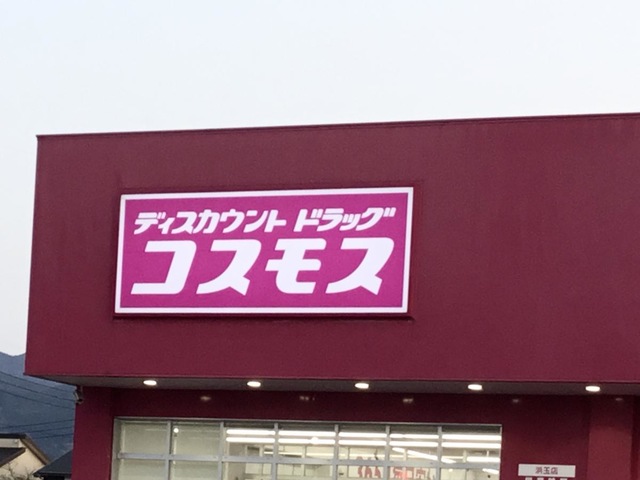 ディスカウント ドラッグ
コスモス
浜玉店